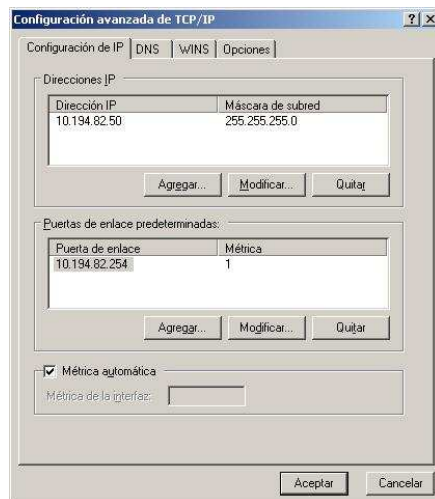 Configuración avanzada de TCP/IP
Configuración de IP DNS WINS Opciones
Direcciones IP
Dirección IP Máscara de subred
10.194.82.50 255.255.255.0
Agregar... Modificar... Quitar
Puertas de enlace predeterminadas:
Puerta de enlace Métrica
10.194.82.254 1
Agregar... Modificar... Quitar
Métrica automática
Métrica de la interfaz:
Aceptar Cancelar